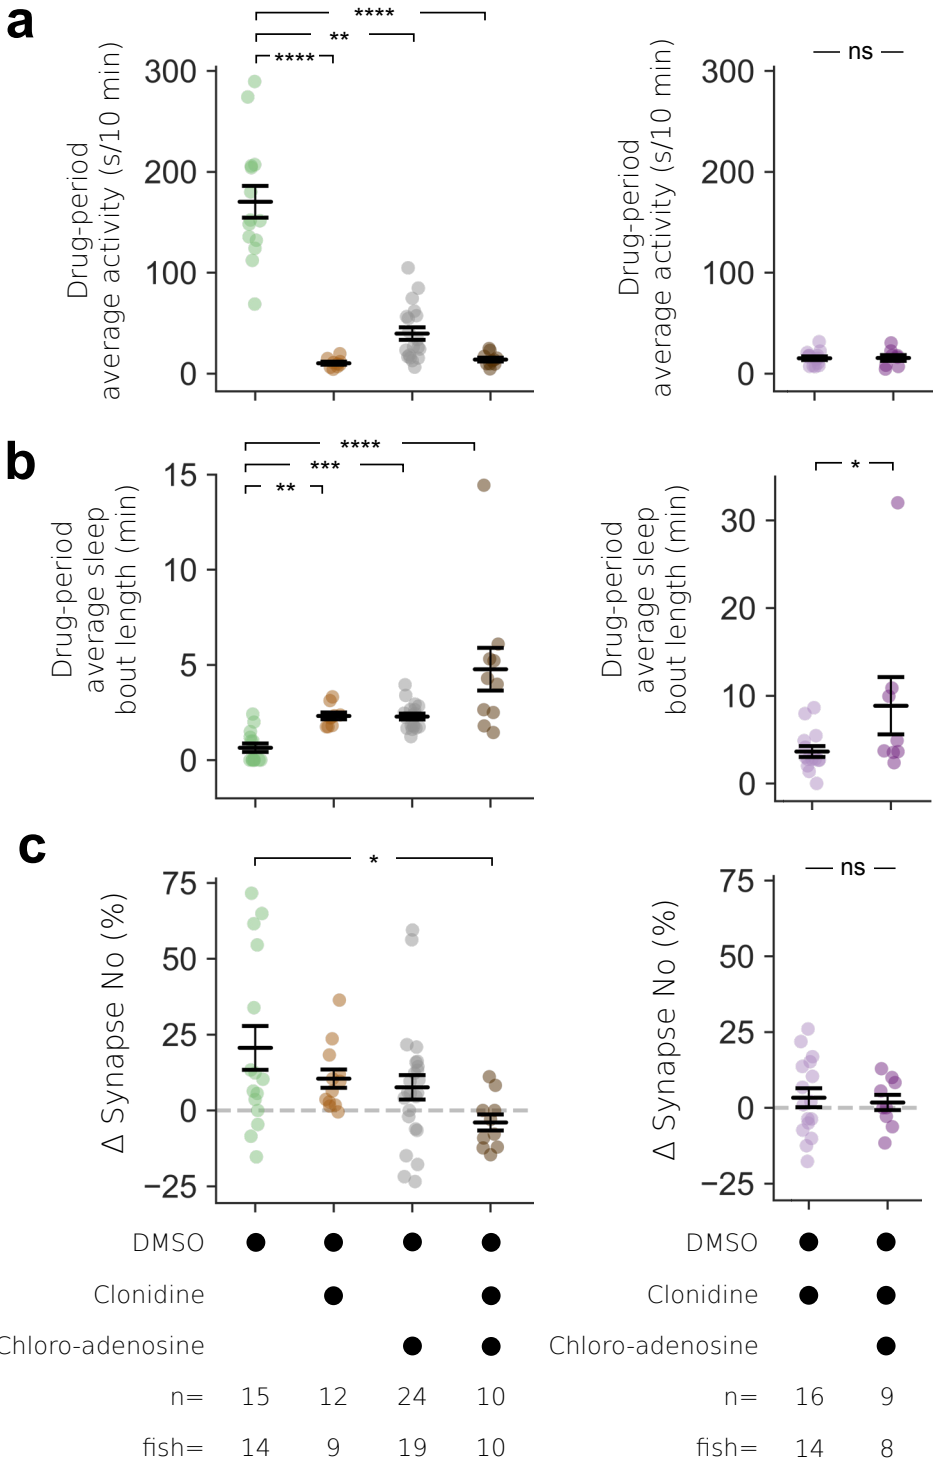 a
**** 
** 
****
ns
Drug-period
average activity (s/10 min)
300
200
100
0
Drug-period
average activity (s/10 min)
300
200
100
0
b
****
***
**
*
Drug-period
average sleep
bout length (min)
15
10
5
0
Drug-period
average sleep
bout length (min)
30
20
10
0
c
*
ns
Δ Synapse No (%)
75
50
25
0
−25
Δ Synapse No (%)
75
50
25
0
−25
DMSO
Clonidine
Chloro-adenosine
n= 15 12 24 10
fish= 14 9 19 10
DMSO
Clonidine
Chloro-adenosine
n= 16 9
fish= 14 8